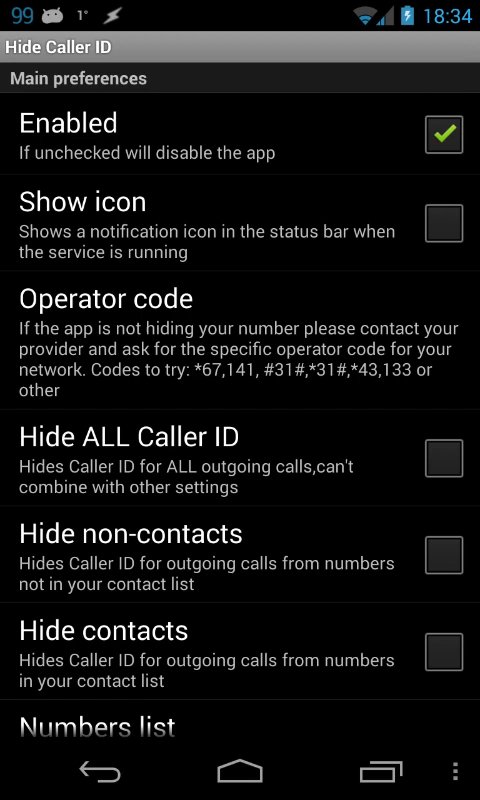 99 1° 18:34
Hide Caller ID
Main preferences
Enabled
If unchecked will disable the app
Show icon
Shows a notification icon in the status bar when
the service is running
Operator code
If the app is not hiding your number please contact your
provider and ask for the specific operator code for your
network. Codes to try: *67,141, #31#,*31#,*43,133 or
other
Hide ALL Caller ID
Hides Caller ID for ALL outgoing calls,can't
combine with other settings
Hide non-contacts
Hides Caller ID for outgoing calls from numbers
not in your contact list
Hide contacts
Hides Caller ID for outgoing calls from numbers
in your contact list
Numbers list